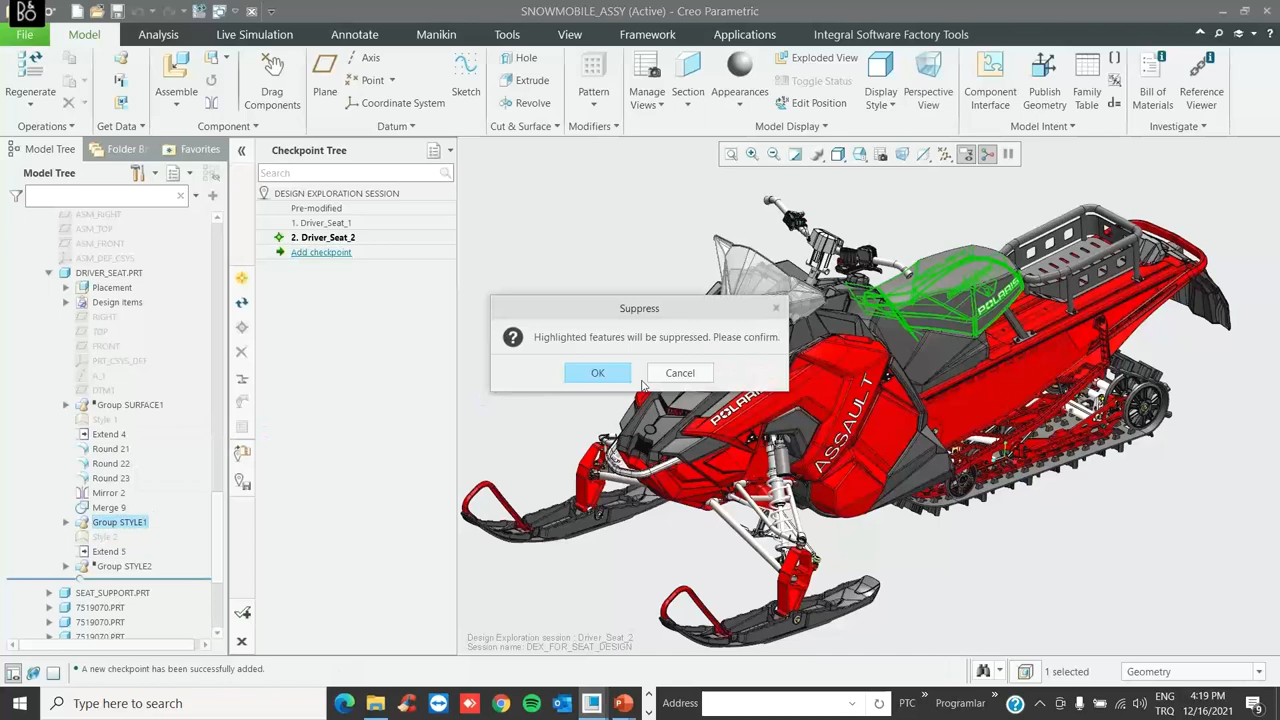 B&O
SNOWMOBILE_ASSY (Active) - Creo Parametric
File Model Analysis Live Simulation Annotate Manikin Tools View Framework Applications Integral Software Factory Tools
Regenerate
Operations
Get Data
Assemble
Drag Components
Component
Plane
Axis
Point
Coordinate System
Sketch
Datum
Hole
Extrude
Revolve
Cut & Surface
Pattern
Modifiers
Manage Views
Section
Appearances
Exploded View
Toggle Status
Edit Position
Display Style
Perspective View
Model Display
Component Interface
Publish Geometry
Family Table
Model Intent
Bill of Materials
Reference Viewer
Investigate
Model Tree Folder B Favorites
Model Tree
ASM_RIGHT
ASM_TOP
ASM_FRONT
ASM_DEF_CSYS
DRIVER_SEAT.PRT
Placement
Design Items
RIGHT
TOP
FRONT
PRT_CSYS_DEF
A_1
DTM1
Group SURFACE1
Style 1
Extend 4
Round 21
Round 22
Round 23
Mirror 2
Merge 9
Group STYLE1
Style 2
Extend 5
Group STYLE2
SEAT_SUPPORT.PRT
7519070.PRT
7519070.PRT
7519070.PRT
Checkpoint Tree
Search
DESIGN EXPLORATION SESSION
Pre-modified
1. Driver_Seat_1
2. Driver_Seat_2
Add checkpoint
Suppress
Highlighted features will be suppressed. Please confirm.
OK Cancel
POLARIS
POLARIS
ASSAULT
Design Exploration session : Driver_Seat_2
Session name: DEX_FOR_SEAT_DESIGN
• A new checkpoint has been successfully added.
1 selected
Geometry
Type here to search
Address
PTC
Programlar
ENG
TRQ
4:19 PM
12/16/2021
9